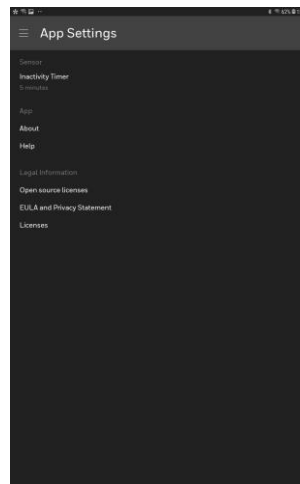 App Settings
Sensor
Inactivity Timer
5 minutes
App
About
Help
Legal Information
Open source licenses
EULA and Privacy Statement
Licenses